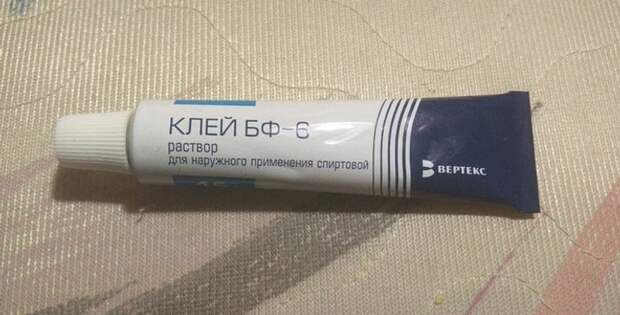 КЛЕЙ БФ-6
раствор
для наружного применения спиртовой
ВЕРТЕКС